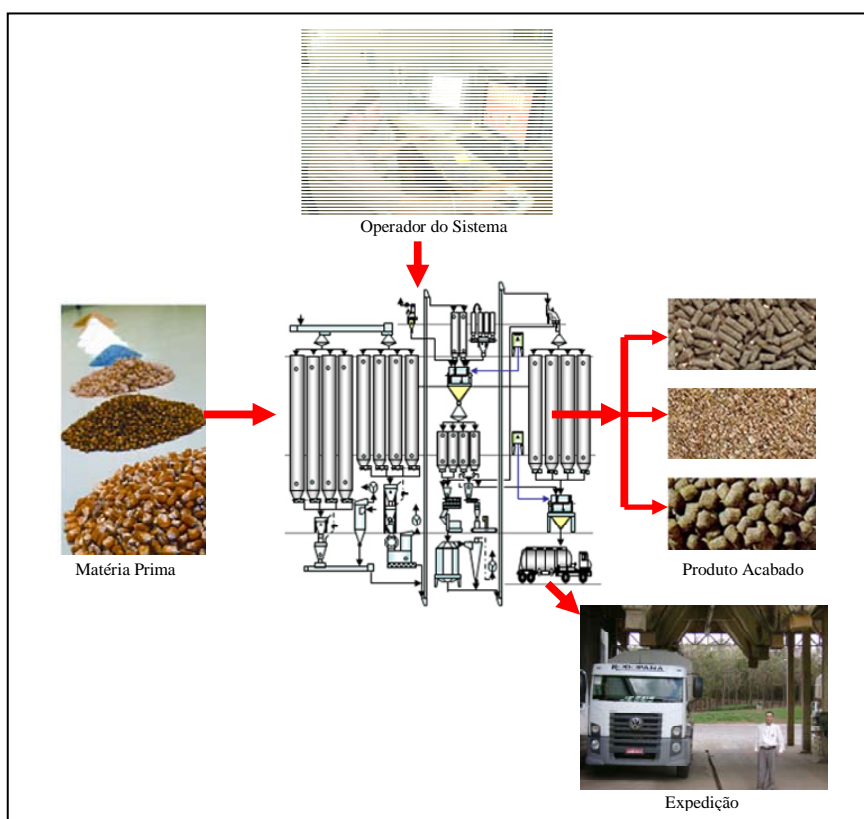 Operador do Sistema
Matéria Prima
Produto Acabado
Expedição